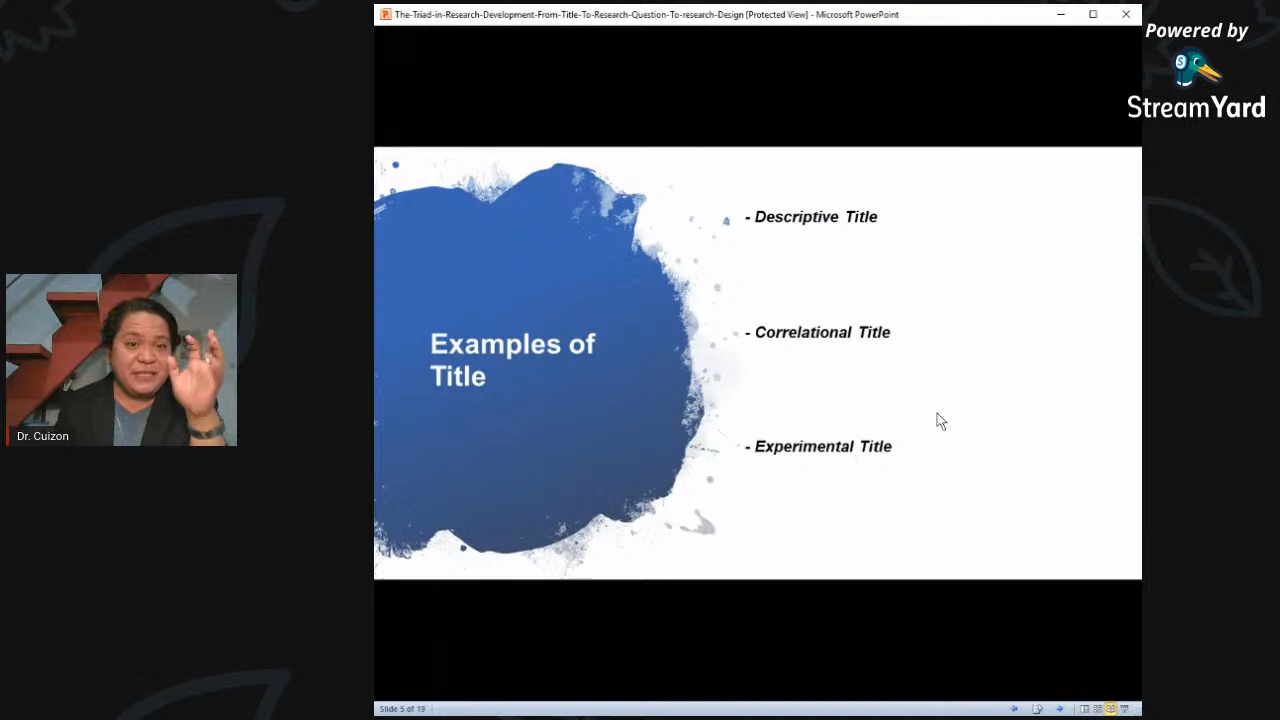 The-Triad-in-Research-Development-From-Title-To-Research-Question-To-research-Design [Protected View] - Microsoft PowerPoint
Powered by
StreamYard
- Descriptive Title
- Correlational Title
Examples of
Title
- Experimental Title
Dr. Cuizon
Slide 5 of 19